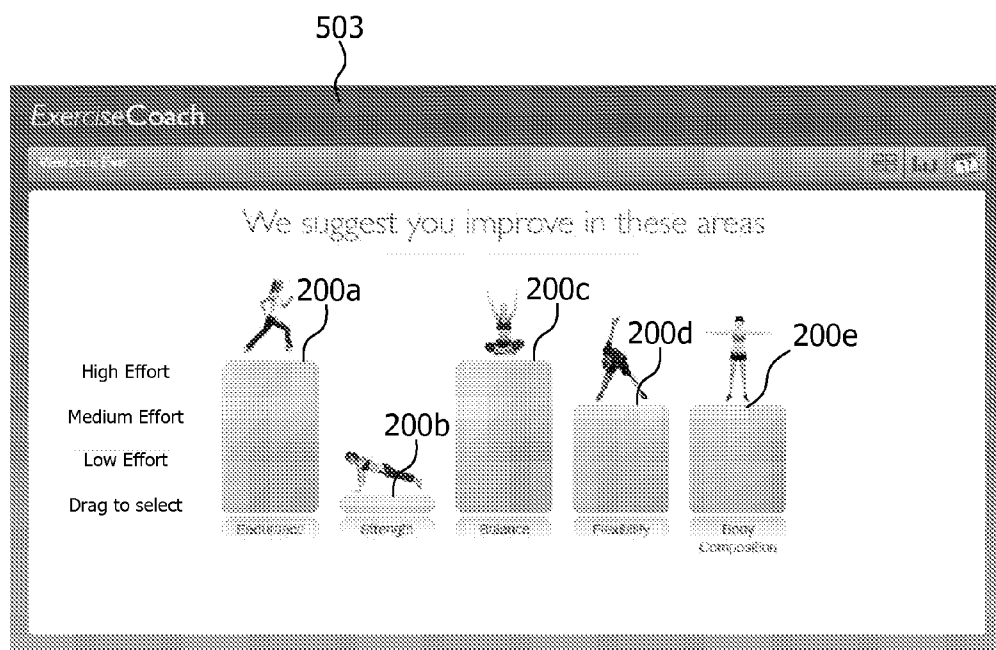 503
ExerciseCoach
We suggest you improve in these areas
200a
200c
200d
200e
High Effort
Medium Effort
200b
Low Effort
Drag to select
Endurance
Strength
Balance
Flexibility
Body
Composition